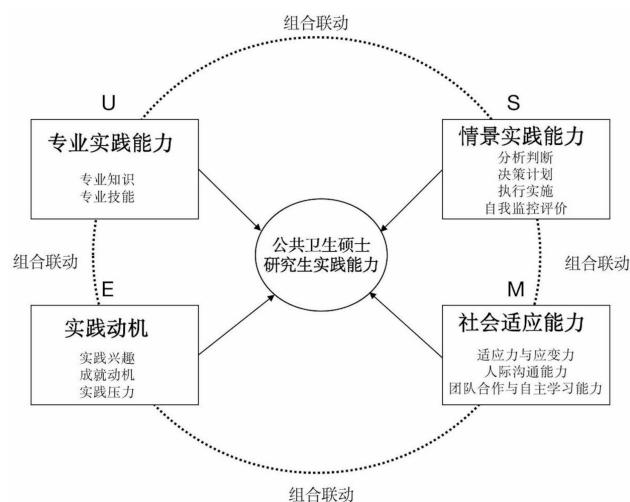 组合联动
U
专业实践能力
专业知识
专业技能
S
情景实践能力
分析判断
决策计划
执行实施
自我监控评价
公共卫生硕士
研究生实践能力
组合联动
组合联动
E
实践动机
实践兴趣
成就动机
实践压力
M
社会适应能力
适应力与应变力
人际沟通能力
团队合作与自主学习能力
组合联动